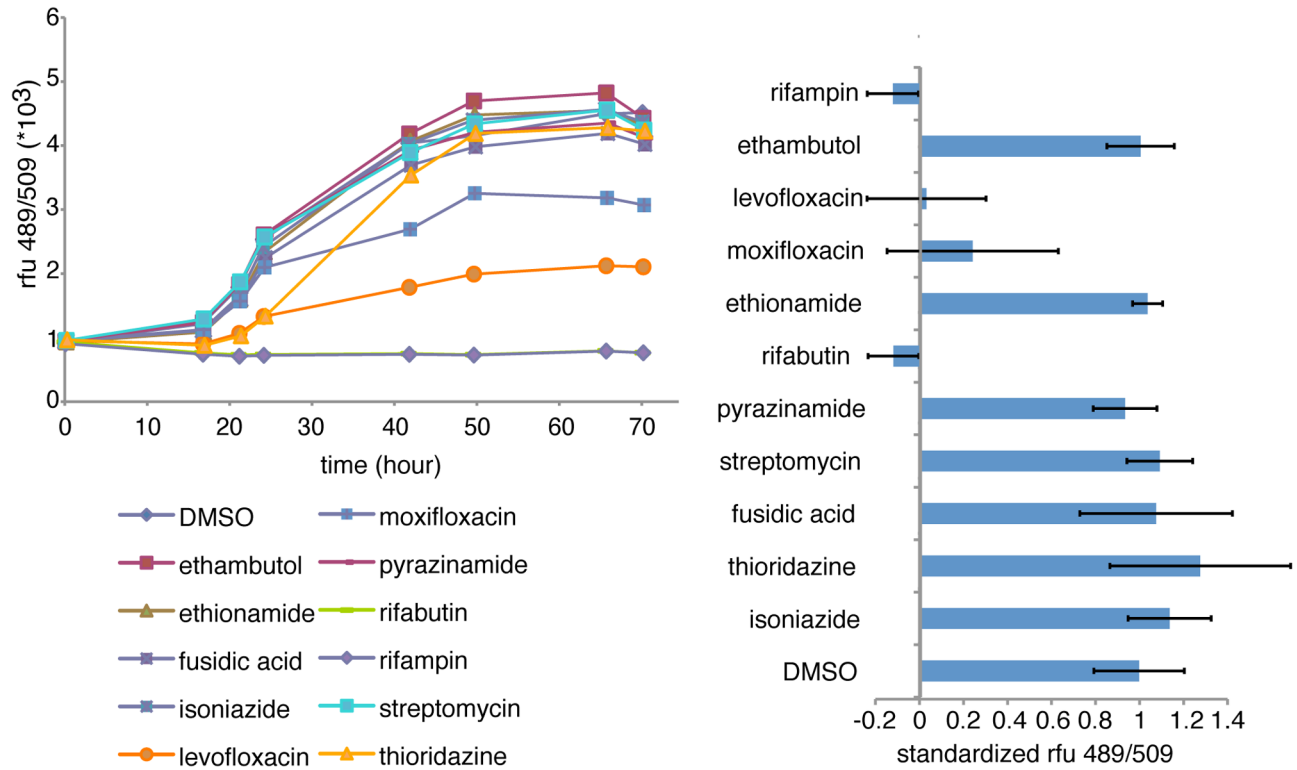 6
5
4
3
2
1
0
rfu 489/509 (*10³)
0 10 20 30 40 50 60 70
time (hour)
DMSO
ethambutol
ethionamide
fusidic acid
isoniazide
levofloxacin
moxifloxacin
pyrazinamide
rifabutin
rifampin
streptomycin
thioridazine
rifampin
ethambutol
levofloxacin
moxifloxacin
ethionamide
rifabutin
pyrazinamide
streptomycin
fusidic acid
thioridazine
isoniazide
DMSO
-0.2 0 0.2 0.4 0.6 0.8 1 1.2 1.4
standardized rfu 489/509